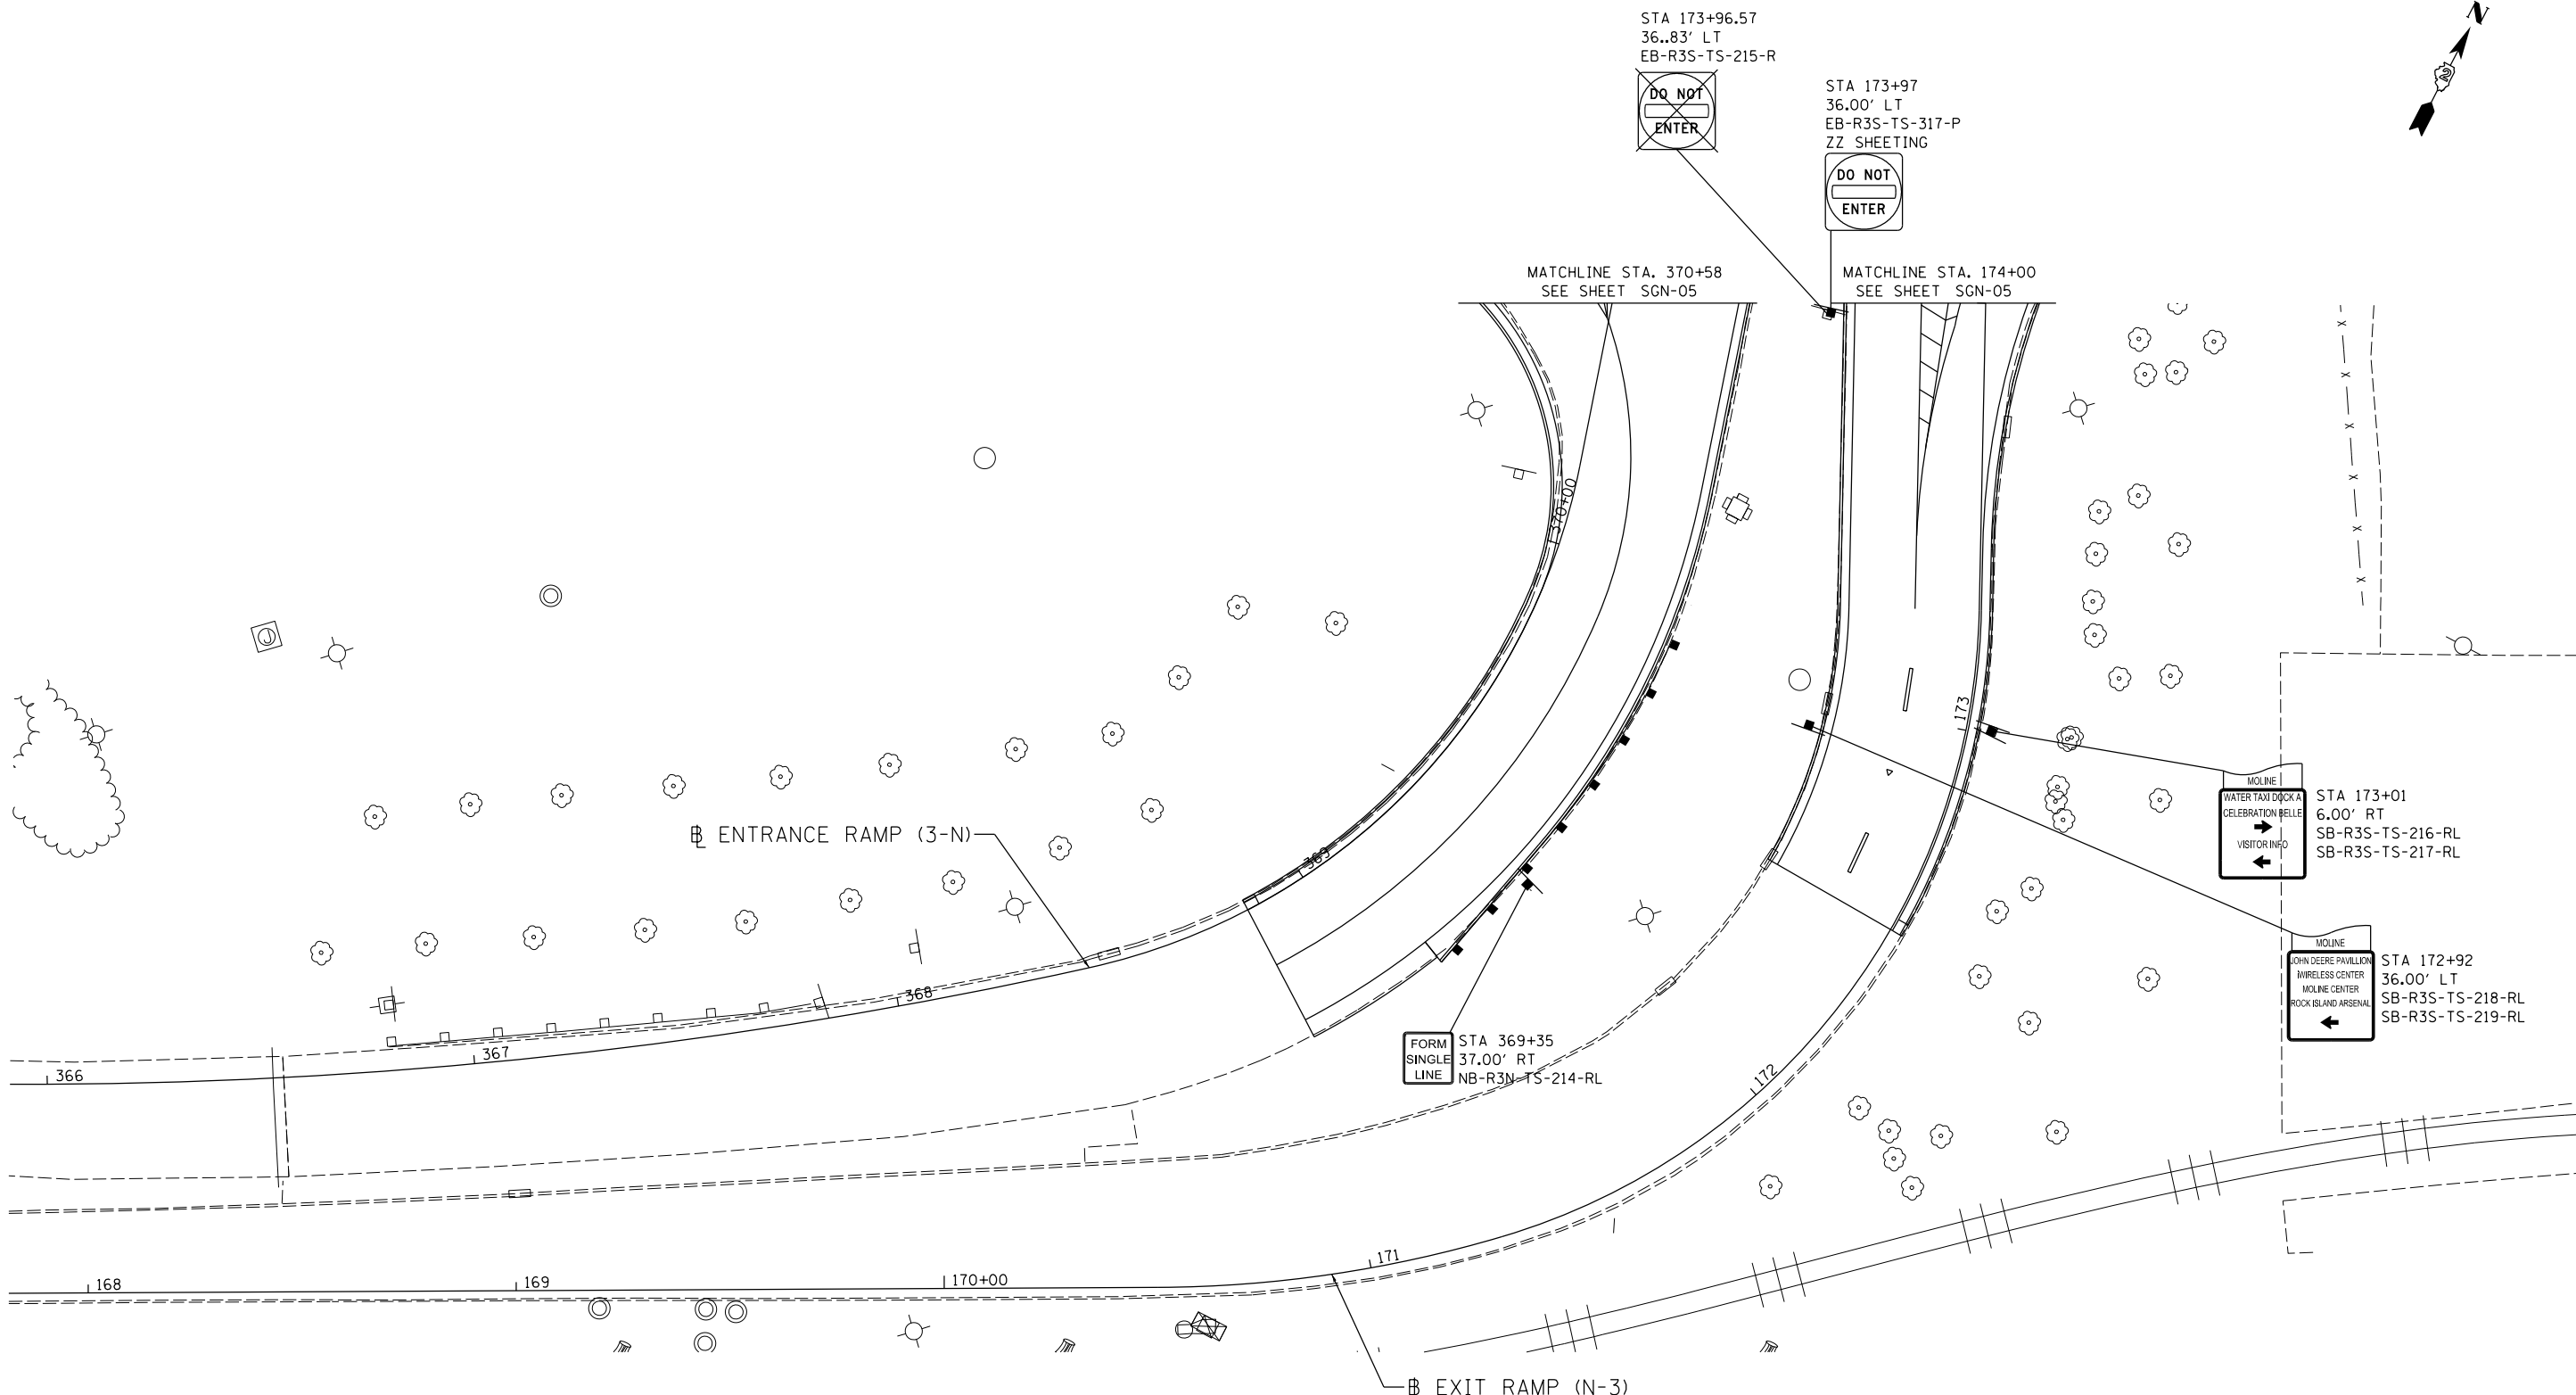 STA 173+96.57
36..83' LT
EB-R3S-TS-215-R
DO NOT
ENTER
STA 173+97
36.00' LT
EB-R3S-TS-317-P
ZZ SHEETING
DO NOT
ENTER
N
2
MATCHLINE STA. 370+58
SEE SHEET SGN-05
MATCHLINE STA. 174+00
SEE SHEET SGN-05
370+00
J
173
MOLINE
WATER TAXI DOCK A
CELEBRATION BELLE
VISITOR INFO
STA 173+01
6.00' RT
SB-R3S-TS-216-RL
SB-R3S-TS-217-RL
B ENTRANCE RAMP (3-N)
369
MOLINE
JOHN DEERE PAVILLION
IWIRELESS CENTER
MOLINE CENTER
ROCK ISLAND ARSENAL
STA 172+92
36.00' LT
SB-R3S-TS-218-RL
SB-R3S-TS-219-RL
368
367
366
FORM
SINGLE
LINE
STA 369+35
37.00' RT
NB-R3N-TS-214-RL
172
171
170+00
169
168
B EXIT RAMP (N-3)